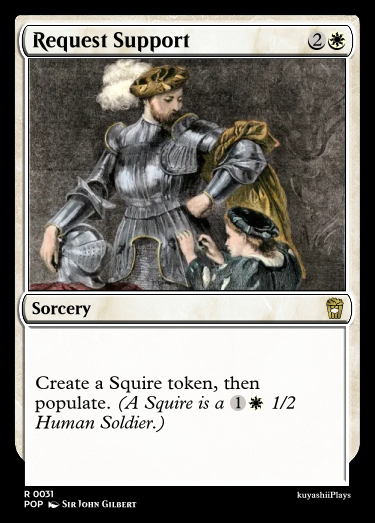 Request Support 2
Sorcery
Create a Squire token, then
populate. (A Squire is a 1 1/2
Human Soldier.)
R 0031
POP Sir John Gilbert
kuyashiiPlays